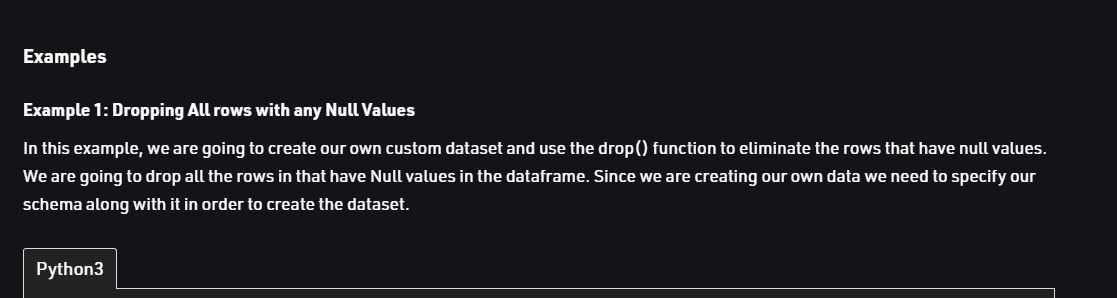 Examples
Example 1: Dropping All rows with any Null Values
In this example, we are going to create our own custom dataset and use the drop() function to eliminate the rows that have null values.
We are going to drop all the rows in that have Null values in the dataframe. Since we are creating our own data we need to specify our
schema along with it in order to create the dataset.
Python3